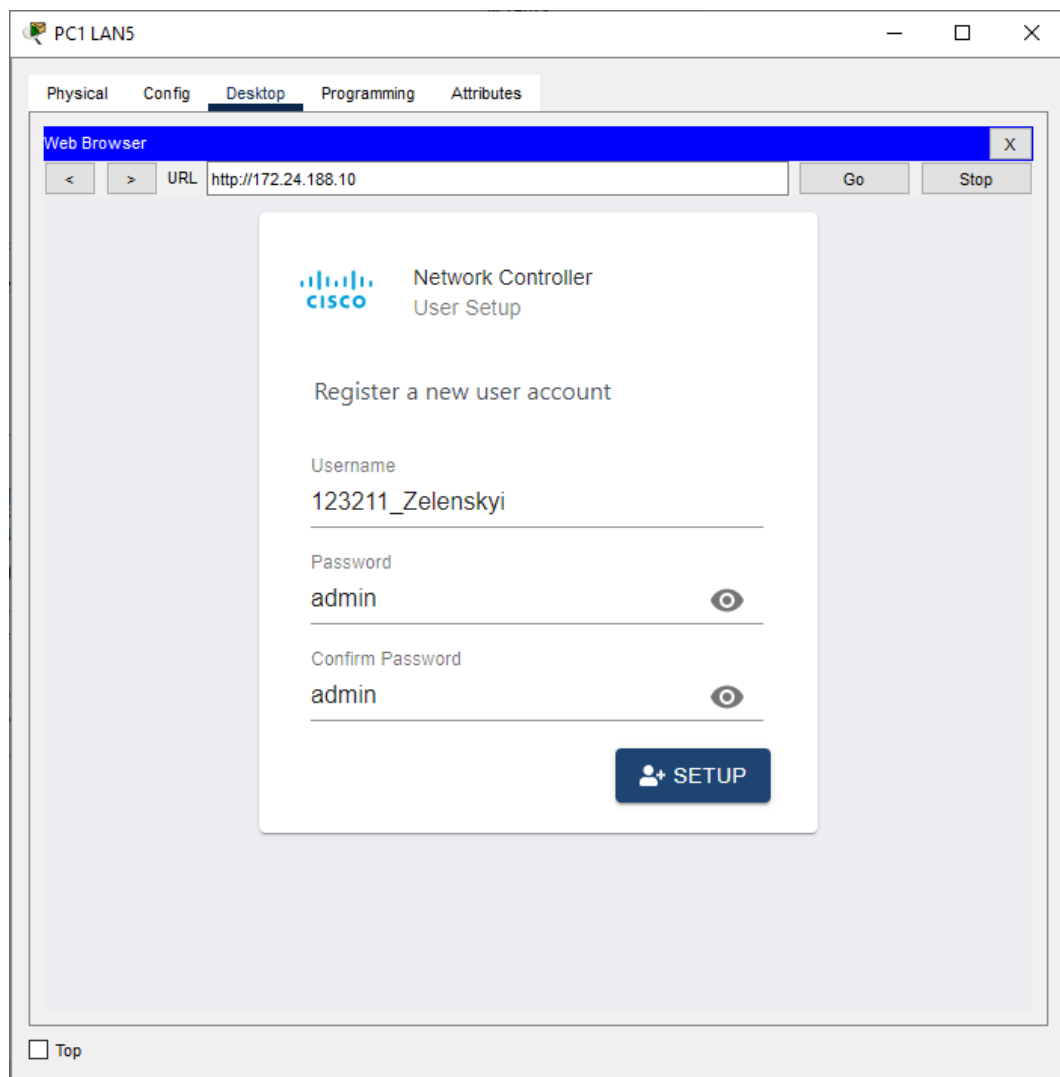 PC1 LAN5
Physical Config Desktop Programming Attributes
Web Browser X
< > URL http://172.24.188.10 Go Stop
CISCO
Network Controller
User Setup
Register a new user account
Username
123211_Zelenskyi
Password
admin
Confirm Password
admin
SETUP
Top